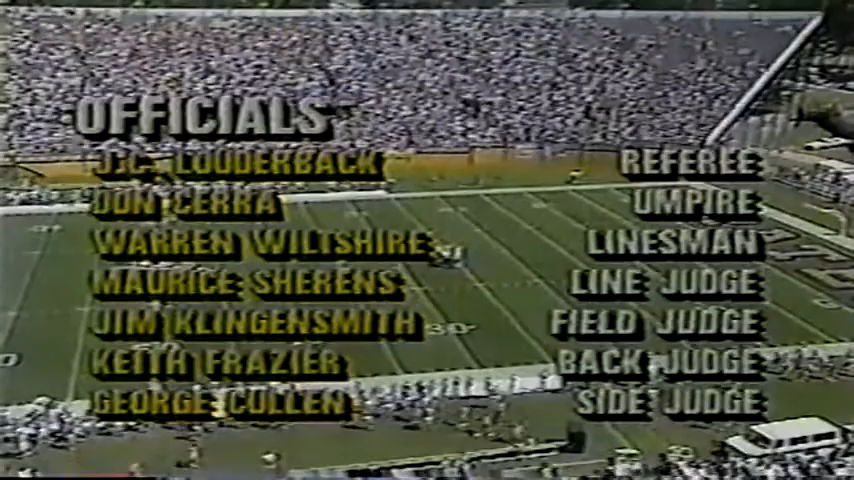 OFFICIALS
J.C. LOUDERBACK REFEREE
DON CERRA UMPIRE
WARREN WILTSHIRE LINESMAN
MAURICE SHERENS LINE JUDGE
JIM KLINGENSMITH FIELD JUDGE
KEITH FRAZIER BACK JUDGE
GEORGE CULLEN SIDE JUDGE